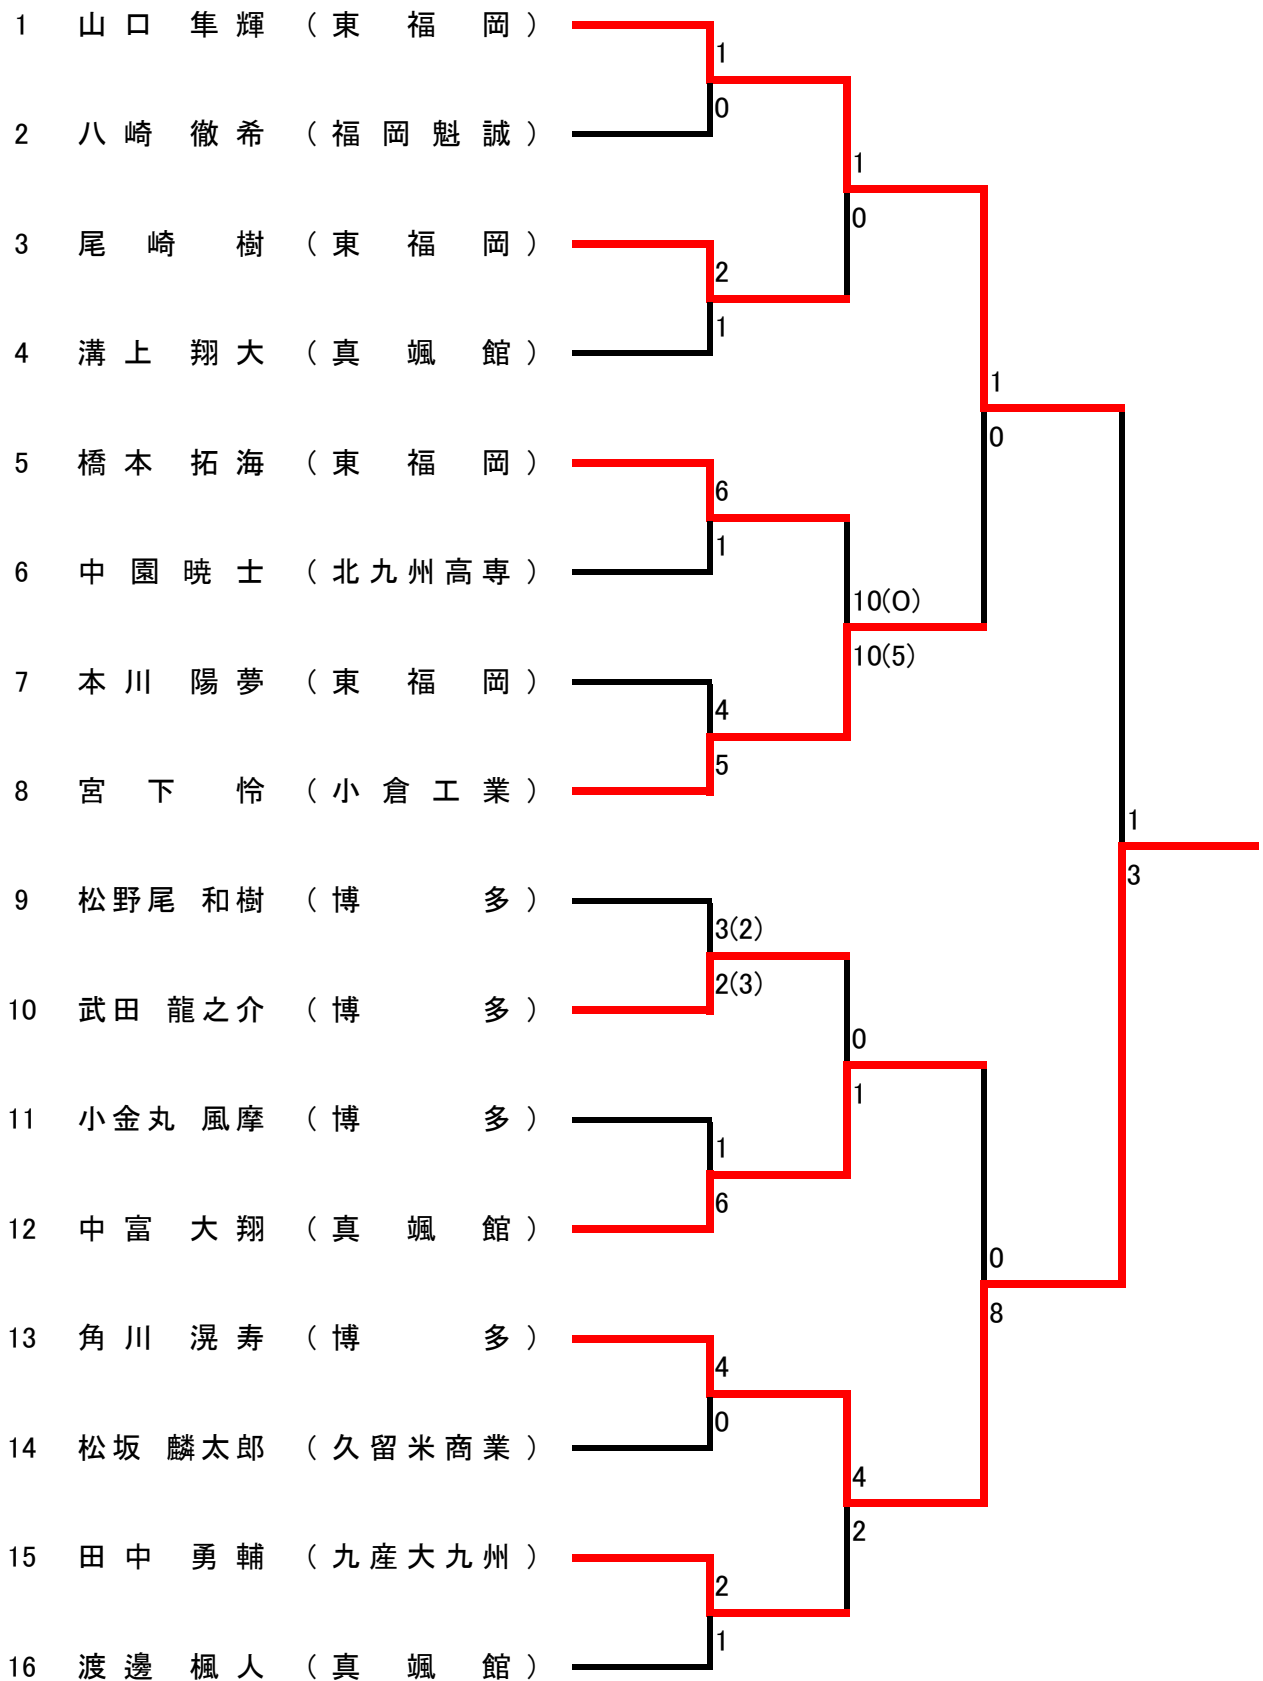 1 山口 隼輝 （東福岡）
1
0
2 八崎 徹希 （福岡魁誠）
1
0
3 尾崎 樹 （東福岡）
2
1
4 溝上 翔大 （真颯館）
1
0
5 橋本 拓海 （東福岡）
6
1
6 中園 暁士 （北九州高専）
10(0)
10(5)
7 本川 陽夢 （東福岡）
4
5
8 宮下 怜 （小倉工業）
1
3
9 松野尾 和樹 （博多）
3(2)
2(3)
10 武田 龍之介 （博多）
0
1
11 小金丸 風摩 （博多）
1
6
12 中富 大翔 （真颯館）
0
8
13 角川 滉寿 （博多）
4
0
14 松坂 麟太郎 （久留米商業）
4
2
15 田中 勇輔 （九産大九州）
2
1
16 渡邊 楓人 （真颯館）